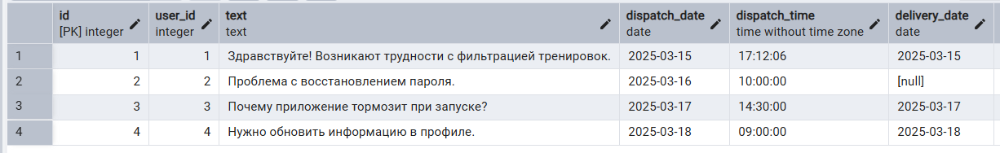 id user_id text dispatch_date dispatch_time delivery_date
[PK] integer integer text date time without time zone date
1 1 1 Здравствуйте! Возникают трудности с фильтрацией тренировок. 2025-03-15 17:12:06 2025-03-15
2 2 2 Проблема с восстановлением пароля. 2025-03-16 10:00:00 [null]
3 3 3 Почему приложение тормозит при запуске? 2025-03-17 14:30:00 2025-03-17
4 4 4 Нужно обновить информацию в профиле. 2025-03-18 09:00:00 2025-03-18